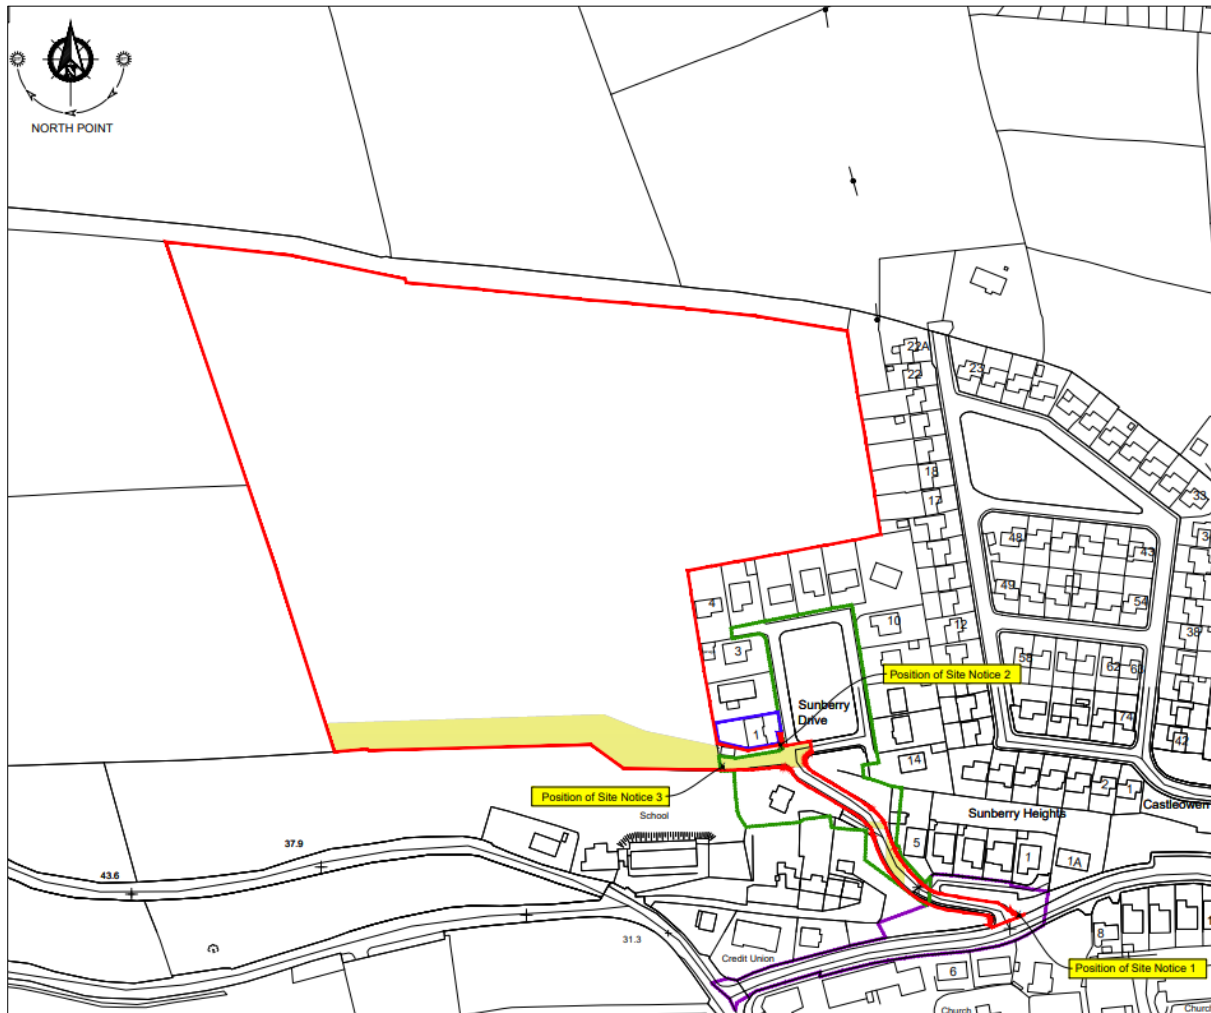 N
NORTH POINT
22A
22
23
18
17
33
48
43
49
54
4
10
12
38
3
58
62
63
Position of Site Notice 2
Sunberry
Drive
74
1
42
14
Position of Site Notice 3
2
1
Castleowen
School
Sunberry Heights
37.9
5
1
1A
43.6
31.3
8
Credit Union
6
Position of Site Notice 1
Church
Church